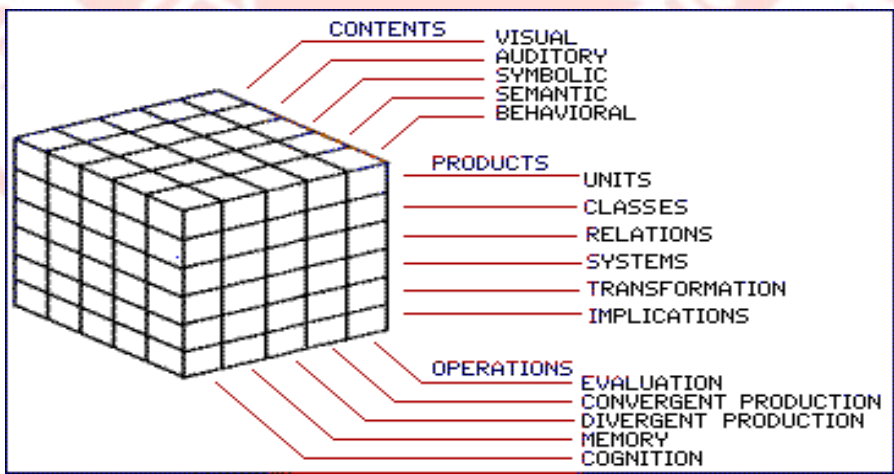 CONTENTS
VISUAL
AUDITORY
SYMBOLIC
SEMANTIC
BEHAVIORAL
PRODUCTS
UNITS
CLASSES
RELATIONS
SYSTEMS
TRANSFORMATION
IMPLICATIONS
OPERATIONS
EVALUATION
CONVERGENT PRODUCTION
DIVERGENT PRODUCTION
MEMORY
COGNITION